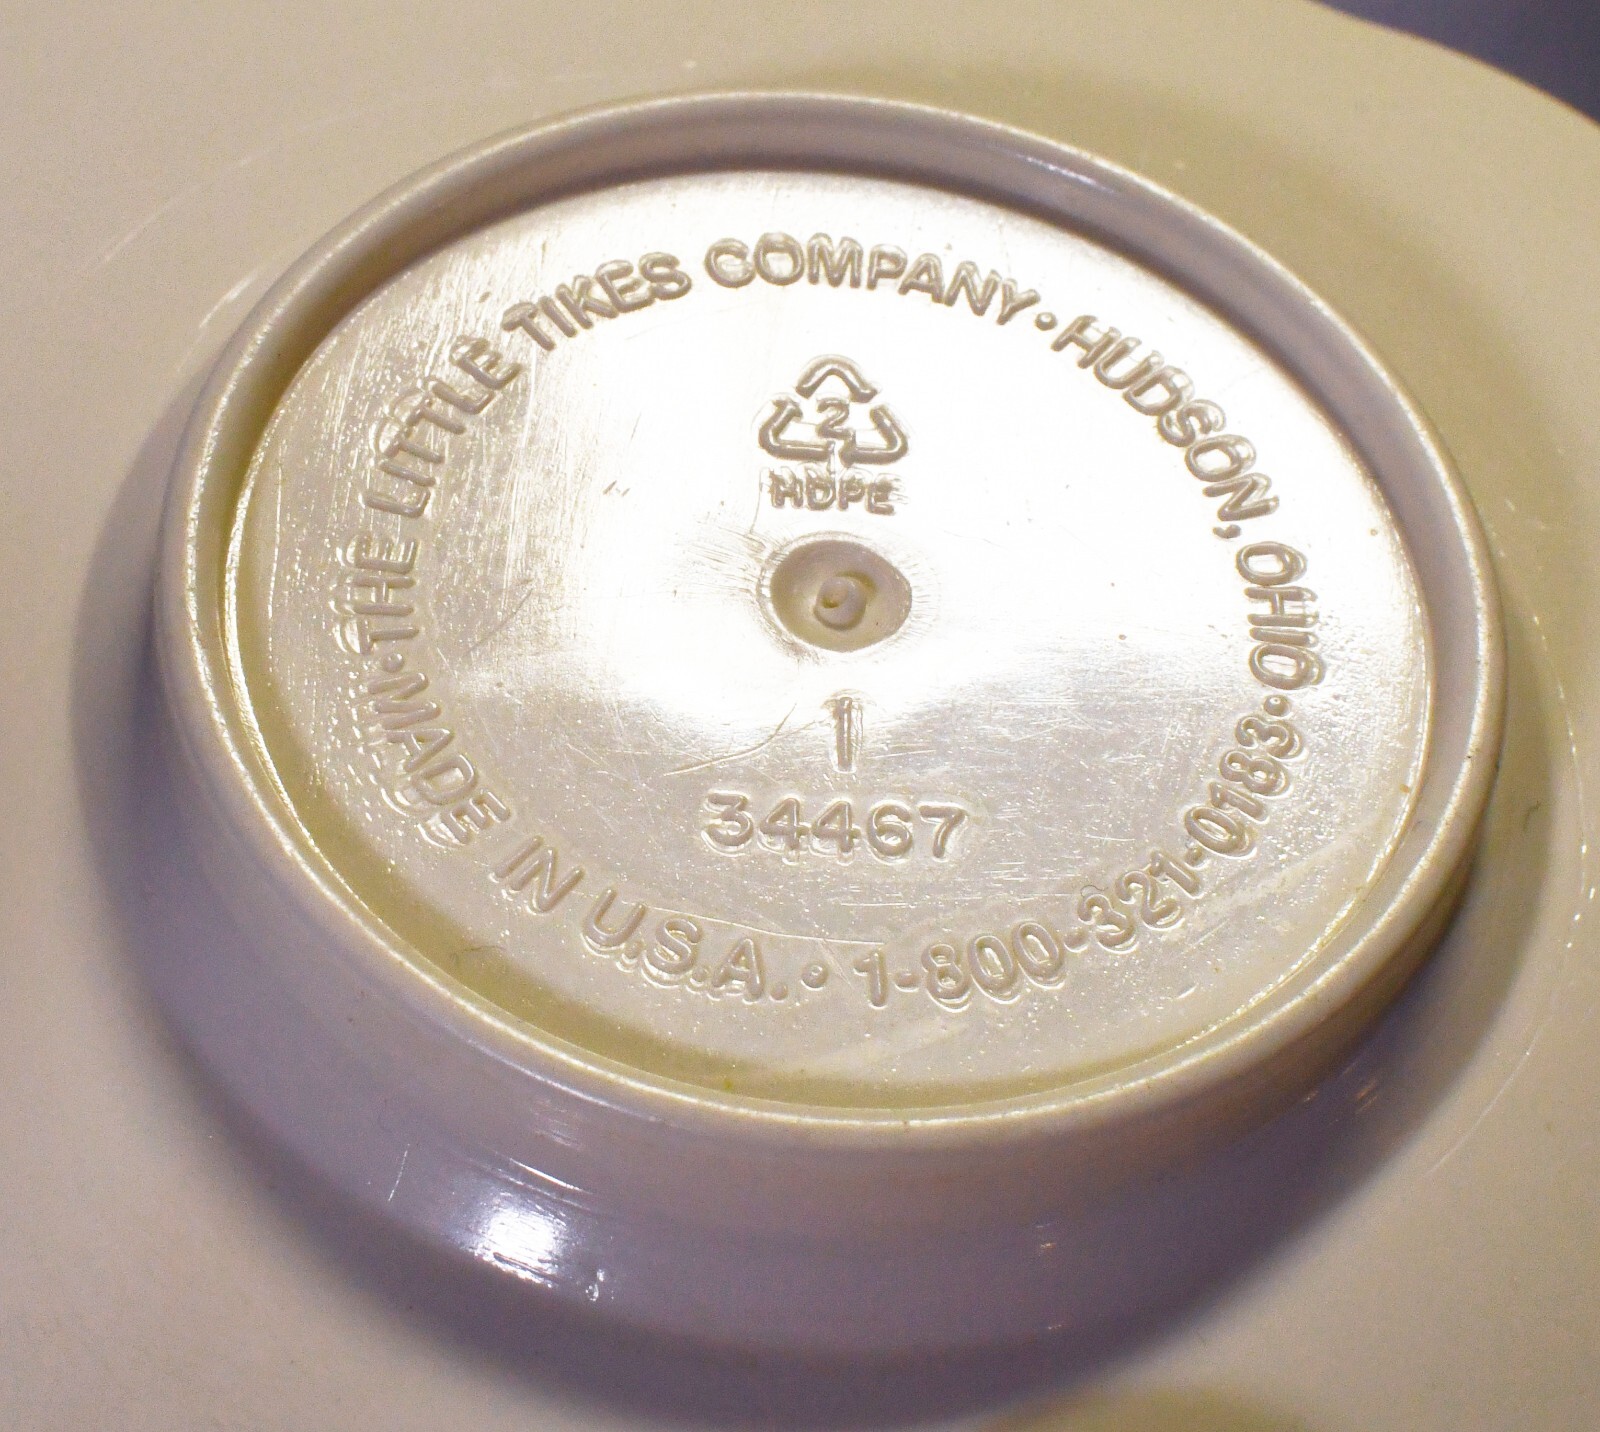 ·THE LITTLE TIKES COMPANY·HUDSON, OHIO·
2
HDPE
1
34467
MADE IN U.S.A.·1-800-321-0183